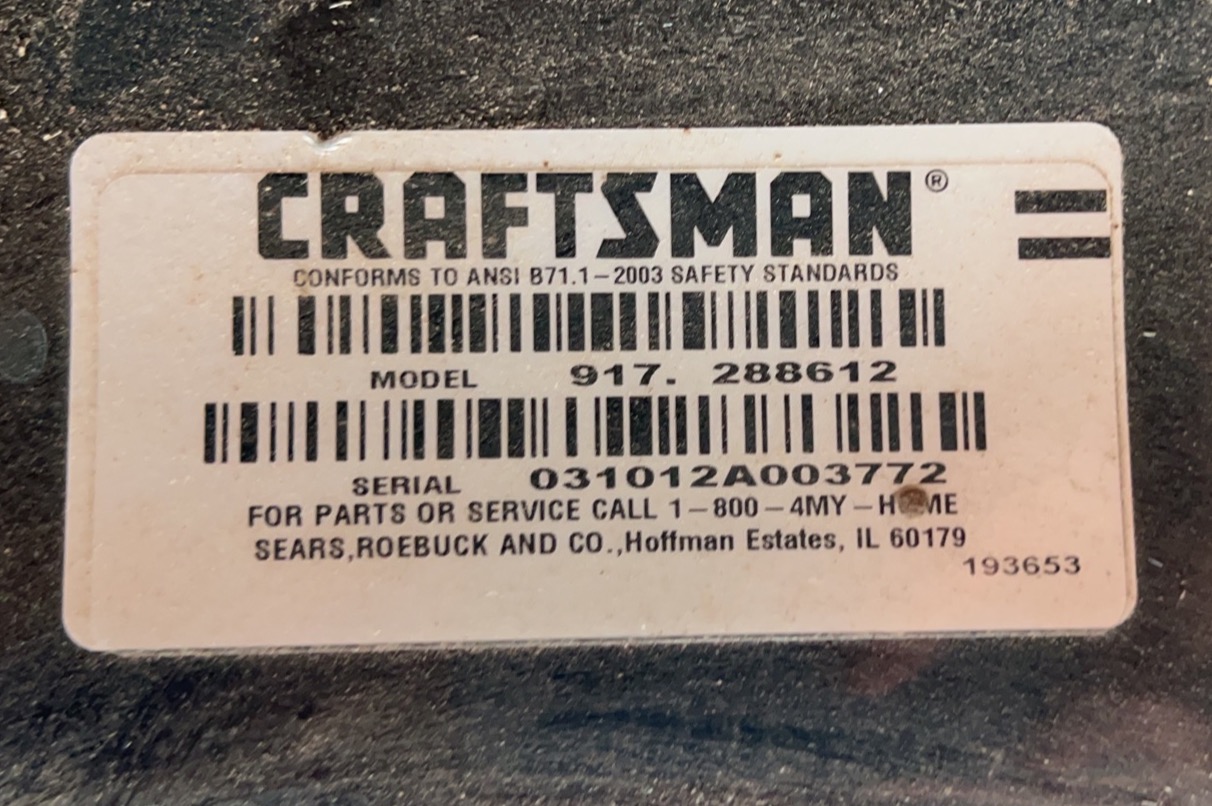 CRAFTSMAN®
CONFORMS TO ANSI B71.1–2003 SAFETY STANDARDS
MODEL 917. 288612
SERIAL 031012A003772
FOR PARTS OR SERVICE CALL 1–800–4MY–HOME
SEARS,ROEBUCK AND CO.,Hoffman Estates, IL 60179
193653